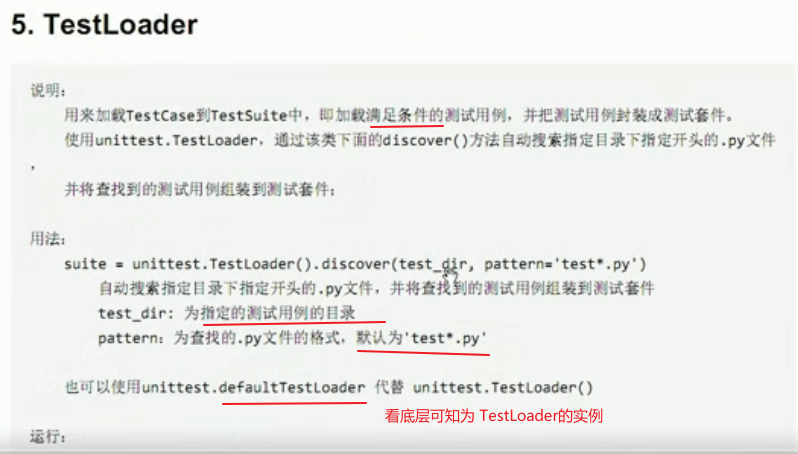 5. TestLoader
说明:
用来加载TestCase到TestSuite中，即加载满足条件的测试用例，并把测试用例封装成测试套件。
使用unittest.TestLoader，通过该类下面的discover()方法自动搜索指定目录下指定开头的.py文件
，
并将查找到的测试用例组装到测试套件；
用法:
suite = unittest.TestLoader().discover(test_dir, pattern='test*.py')
自动搜索指定目录下指定开头的.py文件，并将查找到的测试用例组装到测试套件
test_dir: 为指定的测试用例的目录
pattern：为查找的.py文件的格式，默认为'test*.py'
也可以使用unittest.defaultTestLoader 代替 unittest.TestLoader()
看底层可知为 TestLoader的实例
运行: